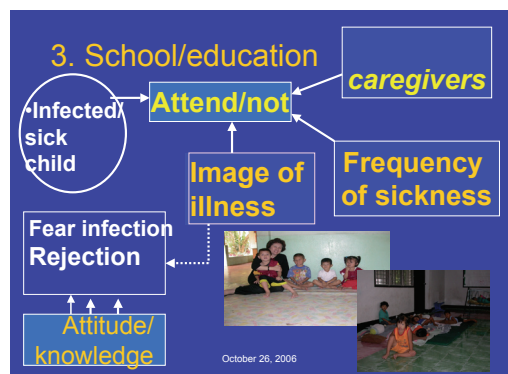 3. School/education
caregivers
Attend/not
•Infected/
sick
child
Image of
illness
Frequency
of sickness
Fear infection
Rejection
Attitude/
knowledge
October 26, 2006